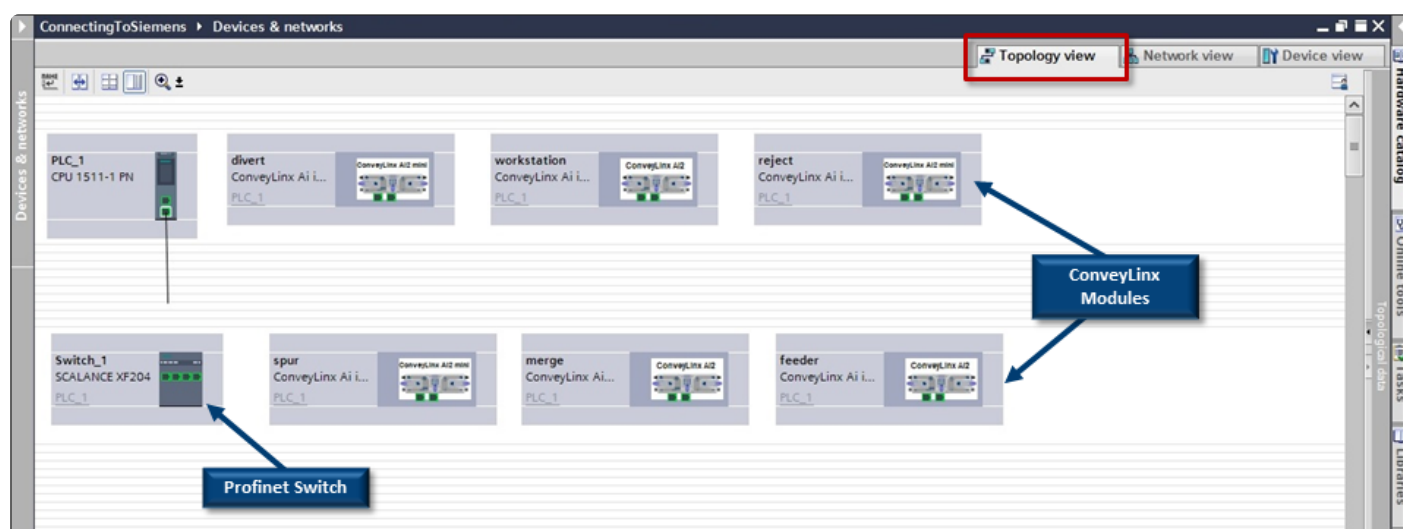 ConnectingToSiemens ▸ Devices & networks
Topology view
Network view
Device view
Devices & networks
PLC_1
CPU 1511-1 PN
divert
ConveyLinx Ai i...
PLC_1
ConveyLinx Ai2 mini
workstation
ConveyLinx Ai i...
PLC_1
ConveyLinx Ai2
reject
ConveyLinx Ai i...
PLC_1
ConveyLinx Ai2 mini
ConveyLinx
Modules
Switch_1
SCALANCE XF204
PLC_1
spur
ConveyLinx Ai i...
PLC_1
ConveyLinx Ai2 mini
merge
ConveyLinx Ai...
PLC_1
ConveyLinx Ai2
feeder
ConveyLinx Ai i...
PLC_1
ConveyLinx Ai2
Profinet Switch
Topological data
Hardware catalog
Online tools
Tasks
Libraries